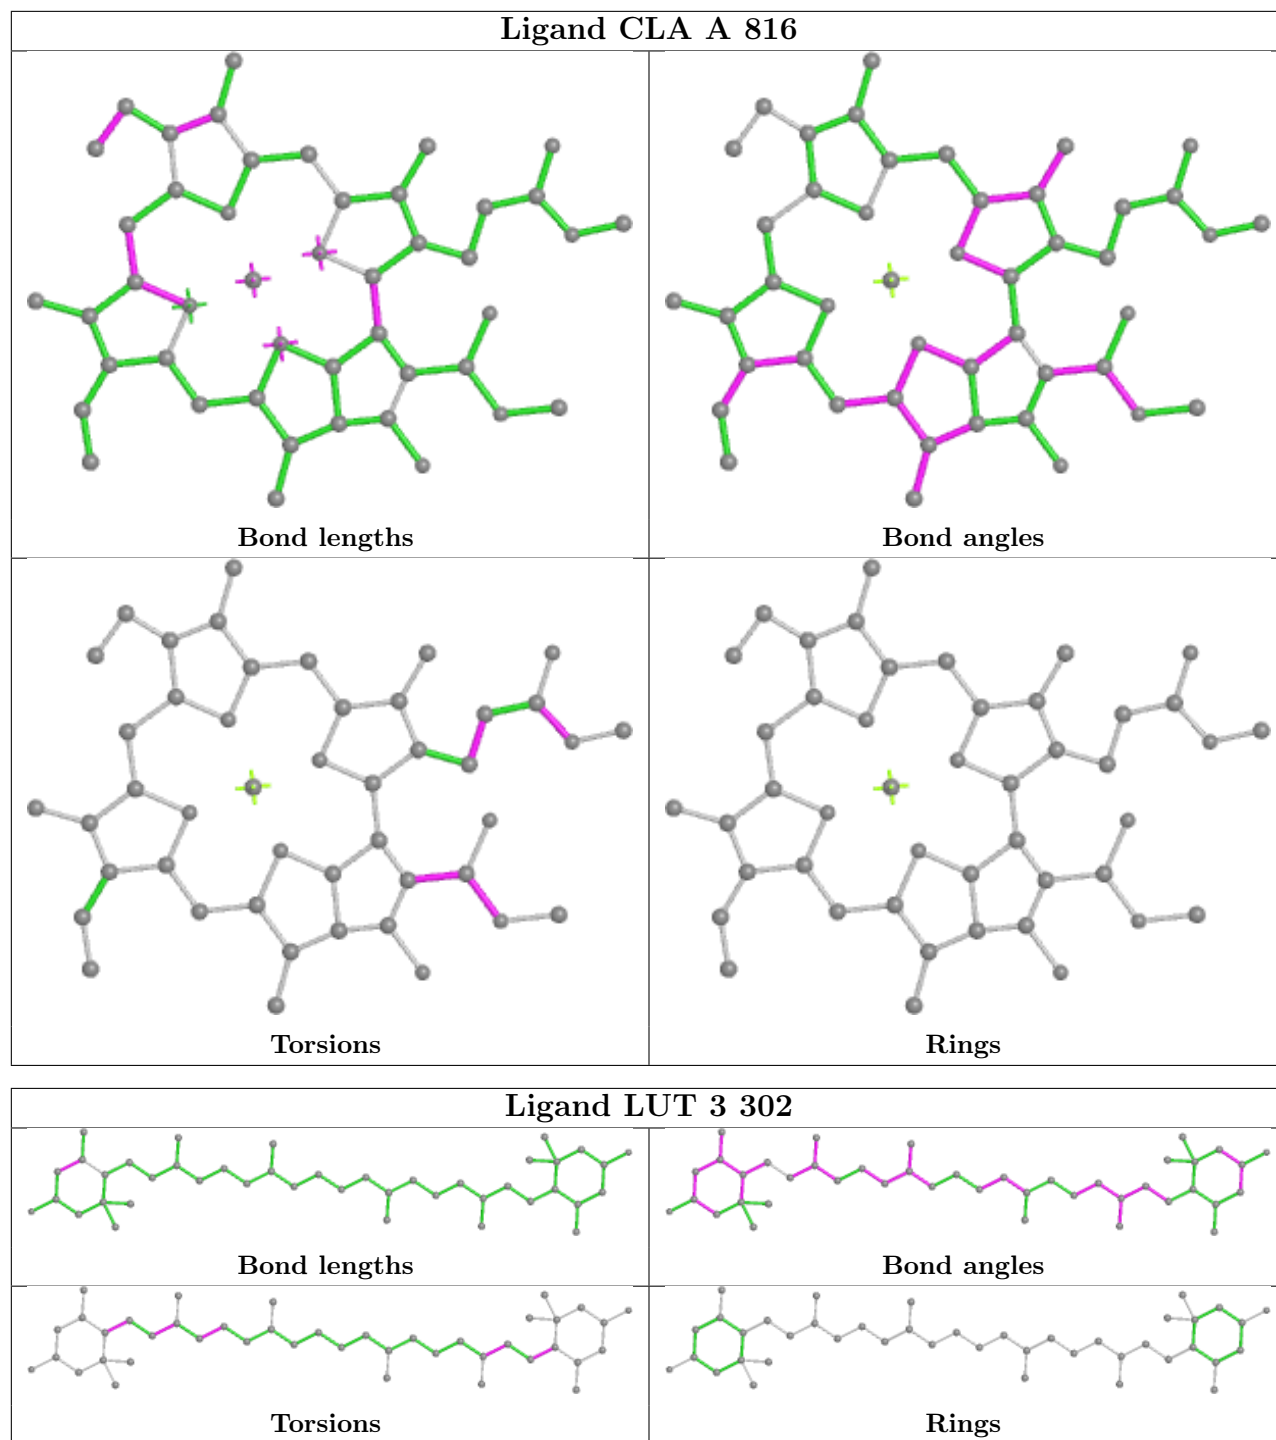 Ligand CLA A 816
Bond lengths
Bond angles
Torsions
Rings
Ligand LUT 3 302
Bond lengths
Bond angles
Torsions
Rings